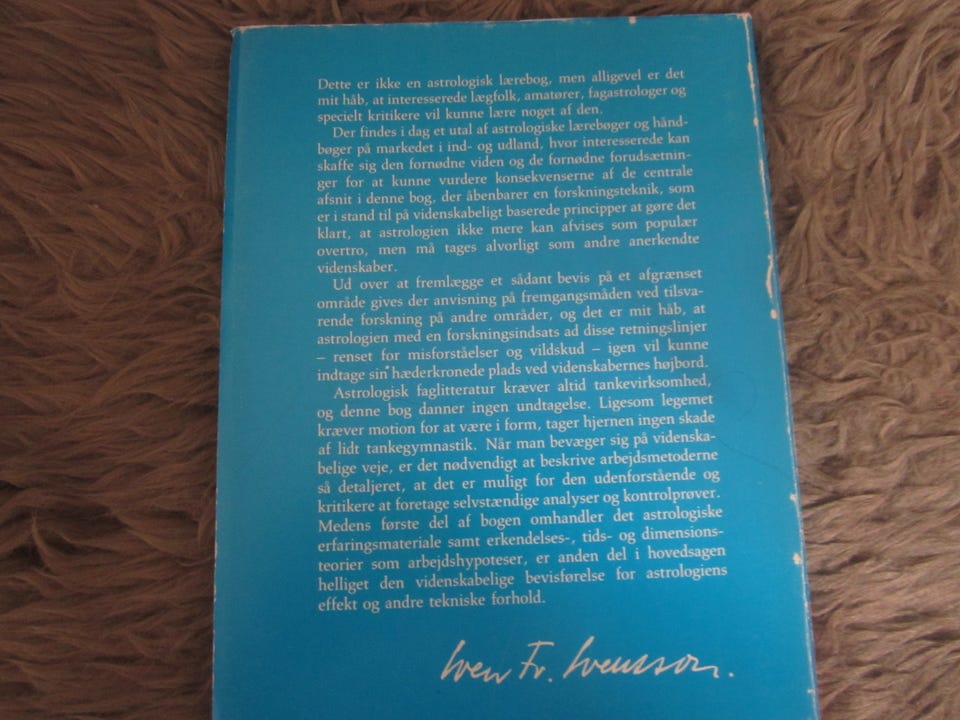 Dette er ikke en astrologisk lærebog, men alligevel er det
mit håb, at interesserede lægfolk, amatører, fagastrologer og
specielt kritikere vil kunne lære noget af den.
Der findes i dag et utal af astrologiske lærebøger og hånd-
bøger på markedet i ind- og udland, hvor interesserede kan
skaffe sig den fornødne viden og de fornødne forudsætnin-
ger for at kunne vurdere konsekvenserne af de centrale
afsnit i denne bog, der åbenbarer en forskningsteknik, som
er i stand til på videnskabeligt baserede principper at gøre det
klart, at astrologien ikke mere kan afvises som populær
overtro, men må tages alvorligt som andre anerkendte
videnskaber.
Ud over at fremlægge et sådant bevis på et afgrænset
område gives der anvisning på fremgangsmåden ved tilsva-
rende forskning på andre områder, og det er mit håb, at
astrologien med en forskningsindsats ad disse retningslinjer
– renset for misforståelser og vildskud – igen vil kunne
indtage sin hæderkronede plads ved videnskabernes højbord.
Astrologisk faglitteratur kræver altid tankevirksomhed,
og denne bog danner ingen undtagelse. Ligesom legemet
kræver motion for at være i form, tager hjernen ingen skade
af lidt tankegymnastik. Når man bevæger sig på videnska-
belige veje, er det nødvendigt at beskrive arbejdsmetoderne
så detaljeret, at det er muligt for den udenforstående og
kritikere at foretage selvstændige analyser og kontrolprøver.
Medens første del af bogen omhandler det astrologiske
erfaringsmateriale samt erkendelses-, tids- og dimensions-
teorier som arbejdshypoteser, er anden del i hovedsagen
helliget den videnskabelige bevisførelse for astrologiens
effekt og andre tekniske forhold.
Sven Fr. Svensson.